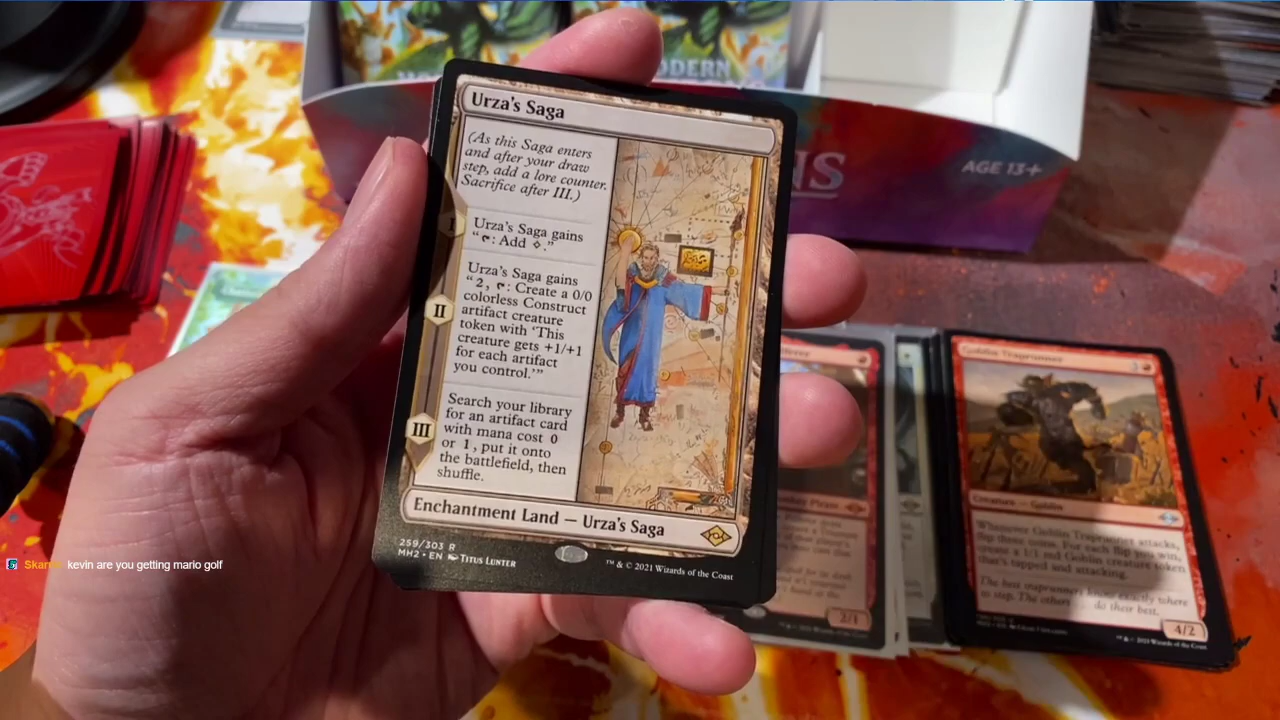 MODERN
NS
AGE 13+
Urza's Saga
(As this Saga enters
and after your draw
step, add a lore counter.
Sacrifice after III.)
I
Urza's Saga gains
": Add ."
II
Urza's Saga gains
"2, : Create a 0/0
colorless Construct
artifact creature
token with 'This
creature gets +1/+1
for each artifact
you control.'"
III
Search your library
for an artifact card
with mana cost 0
or 1, put it onto
the battlefield, then
shuffle.
Enchantment Land — Urza's Saga
259/303 R
MH2 • EN TITUS LUNTER
™ & © 2021 Wizards of the Coast
Goblin Traprunner
3
Creature — Goblin
Whenever Goblin Traprunner attacks,
flip three coins. For each flip you win,
create a 1/1 red Goblin creature token
that's tapped and attacking.
The best traprunners know exactly where
to step. The others do their best.
4/2
Pirate
2/1
kevin are you getting mario golf